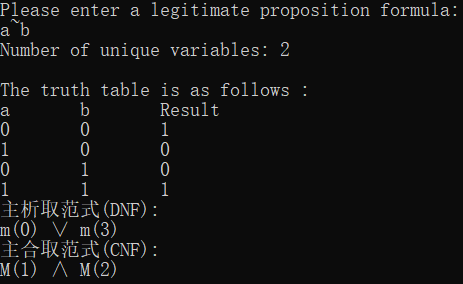 Please enter a legitimate proposition formula:
a~b
Number of unique variables: 2
The truth table is as follows :
a b Result
0 0 1
1 0 0
0 1 0
1 1 1
主析取范式(DNF):
m(0) ∨ m(3)
主合取范式(CNF):
M(1) ∧ M(2)